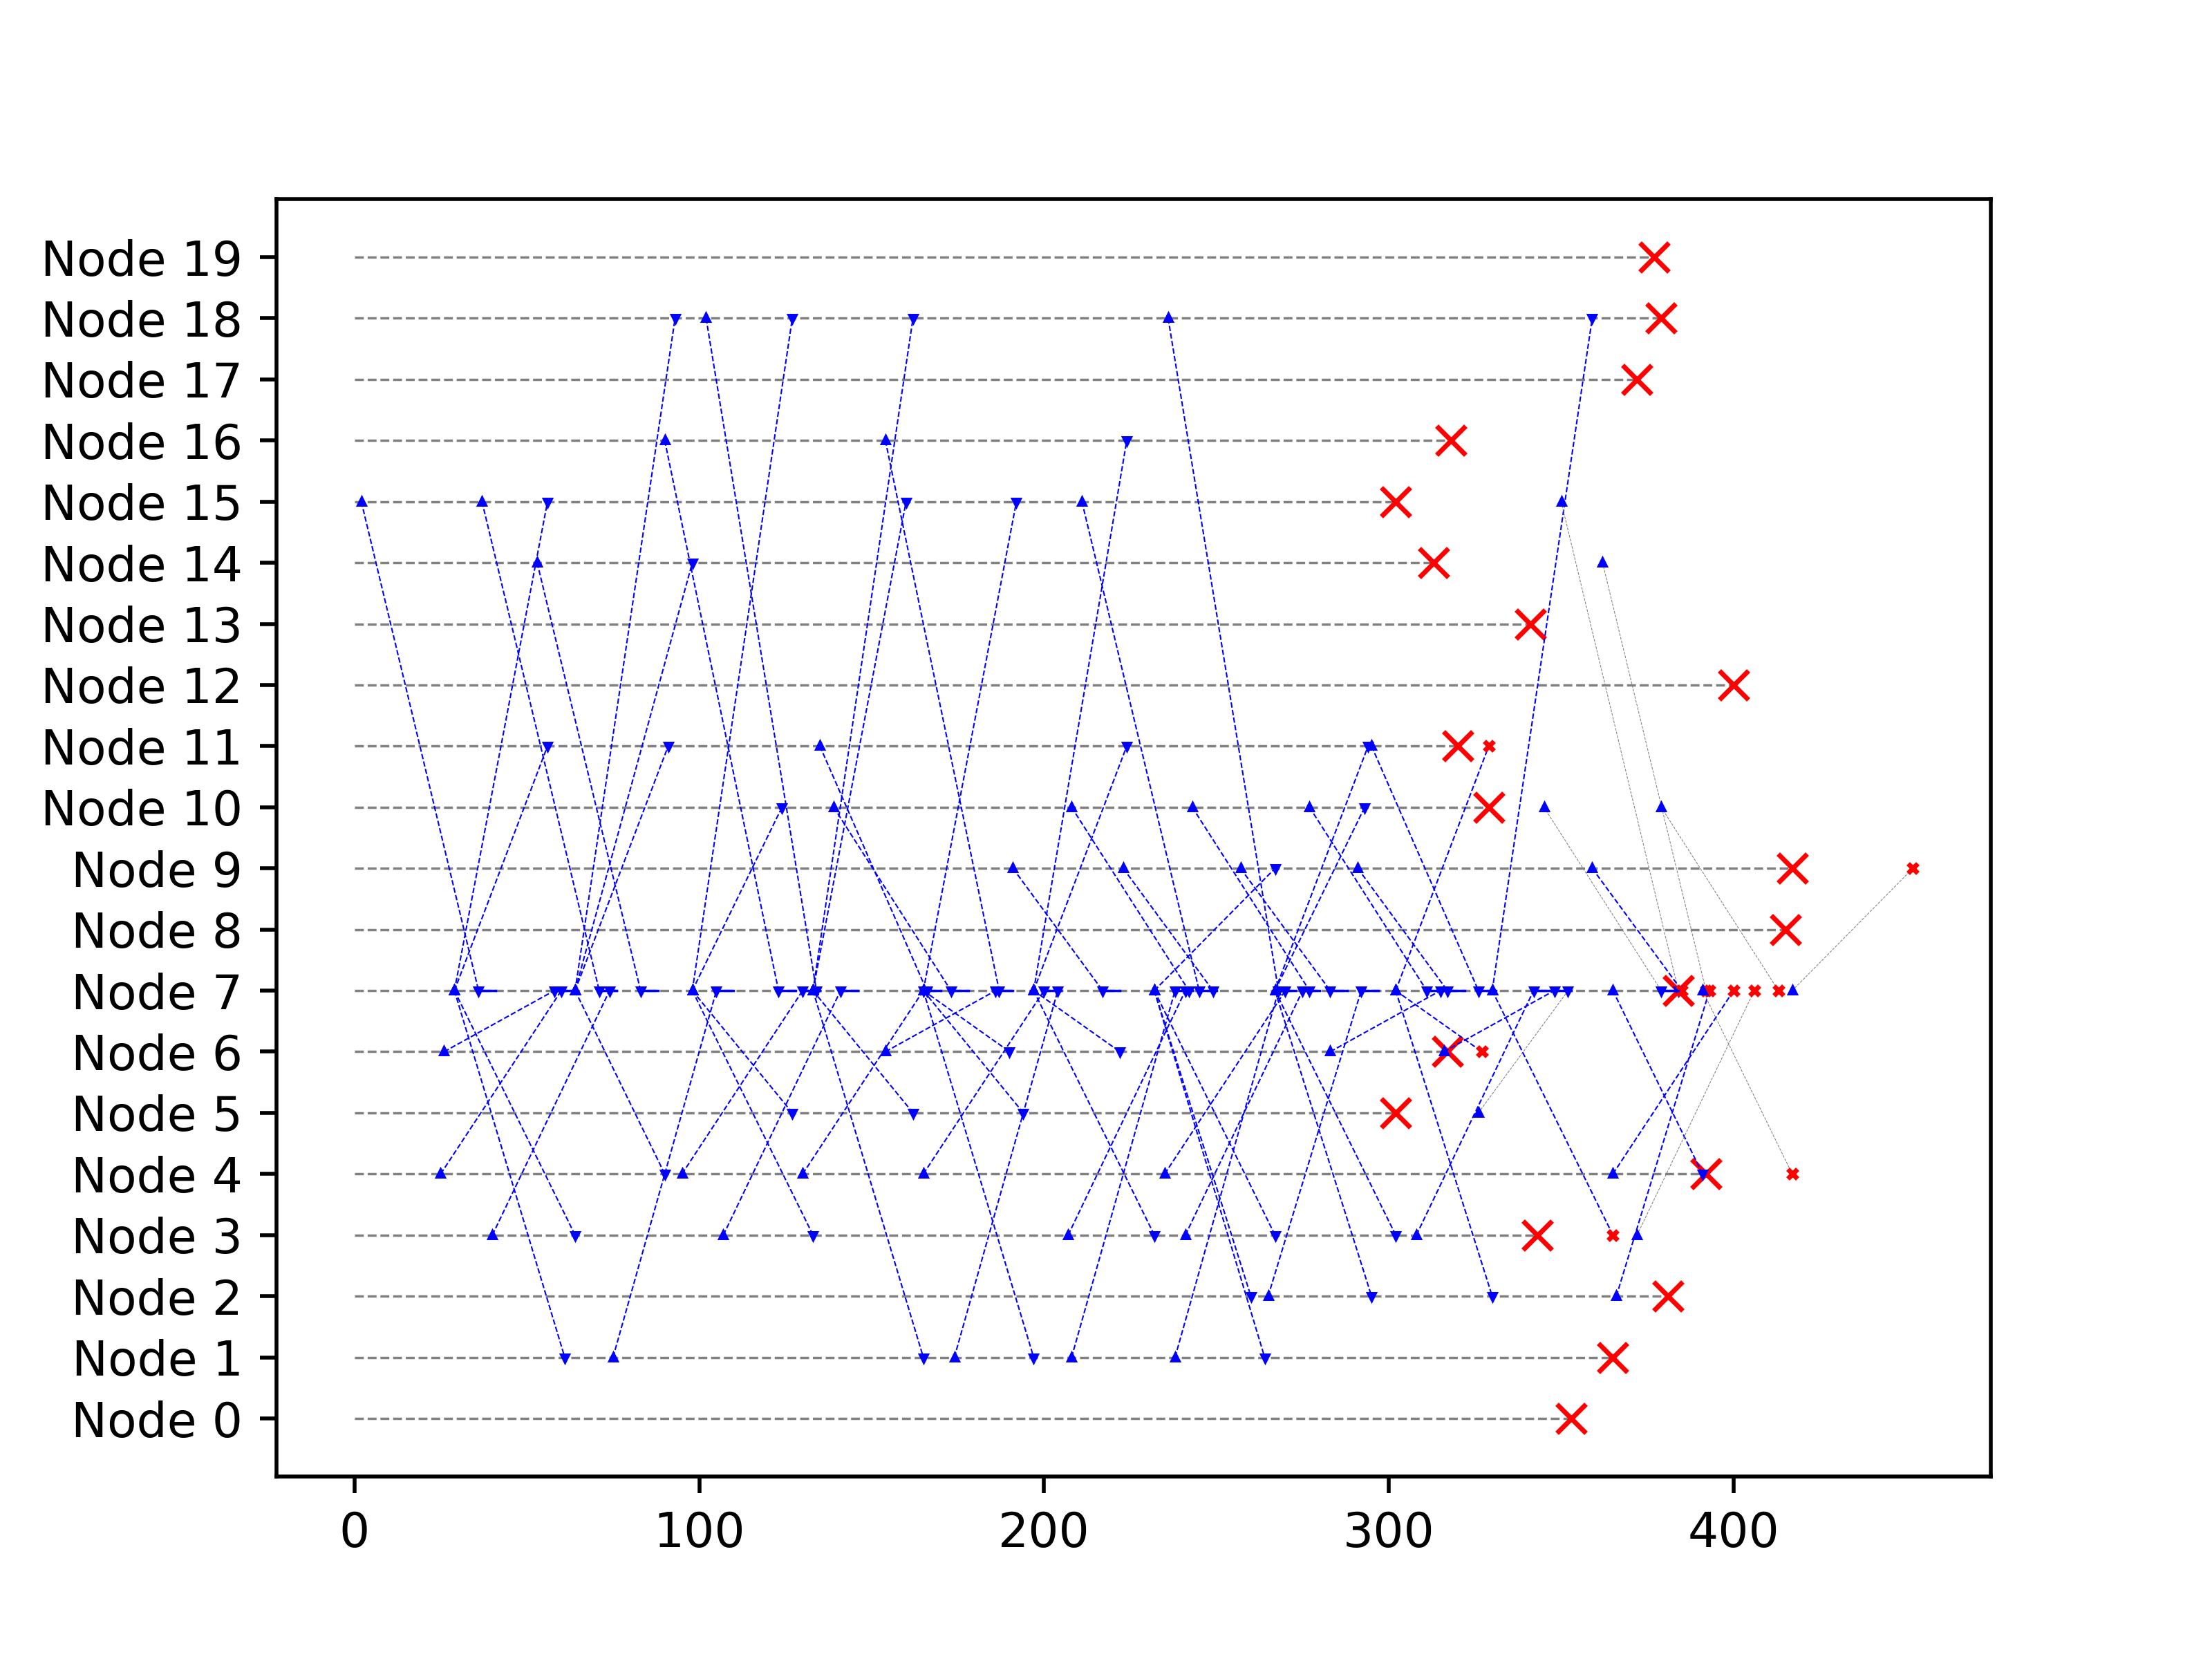 Node 19
Node 18
Node 17
Node 16
Node 15
Node 14
Node 13
Node 12
Node 11
Node 10
Node 9
Node 8
Node 7
Node 6
Node 5
Node 4
Node 3
Node 2
Node 1
Node 0
0 100 200 300 400